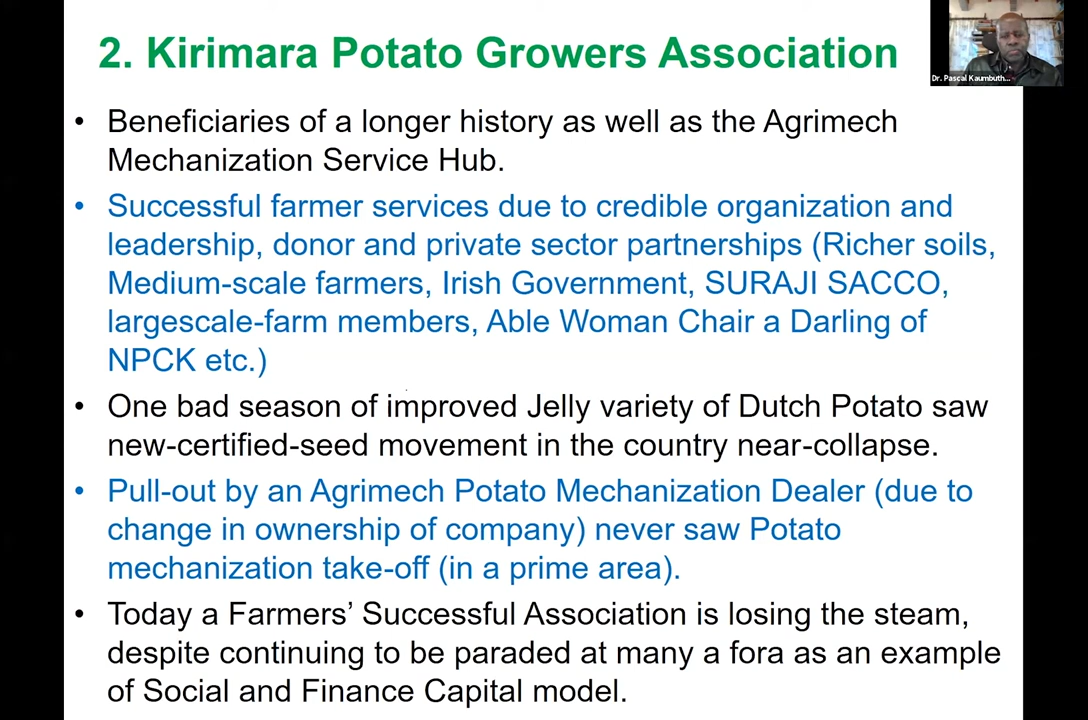 2. Kirimara Potato Growers Association
Dr. Pascal Kaumbuth...
• Beneficiaries of a longer history as well as the Agrimech
Mechanization Service Hub.
• Successful farmer services due to credible organization and
leadership, donor and private sector partnerships (Richer soils,
Medium-scale farmers, Irish Government, SURAJI SACCO,
largescale-farm members, Able Woman Chair a Darling of
NPCK etc.)
• One bad season of improved Jelly variety of Dutch Potato saw
new-certified-seed movement in the country near-collapse.
• Pull-out by an Agrimech Potato Mechanization Dealer (due to
change in ownership of company) never saw Potato
mechanization take-off (in a prime area).
• Today a Farmers’ Successful Association is losing the steam,
despite continuing to be paraded at many a fora as an example
of Social and Finance Capital model.